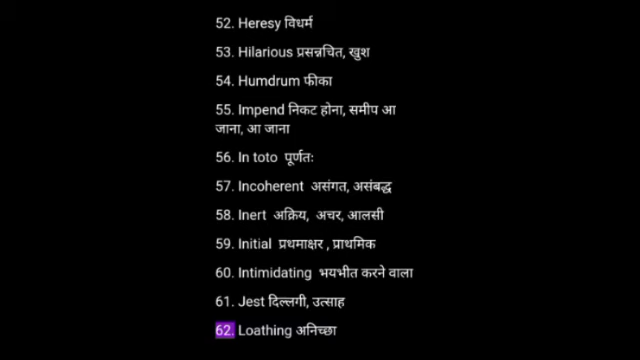 52. Heresy विधर्म
53. Hilarious प्रसन्नचित, खुश
54. Humdrum फीका
55. Impend निकट होना, समीप आ
जाना, आ जाना
56. In toto पूर्णतः
57. Incoherent असंगत, असंबद्ध
58. Inert अक्रिय, अचर, आलसी
59. Initial प्रथमाक्षर , प्राथमिक
60. Intimidating भयभीत करने वाला
61. Jest दिल्लगी, उत्साह
62. Loathing अनिच्छा